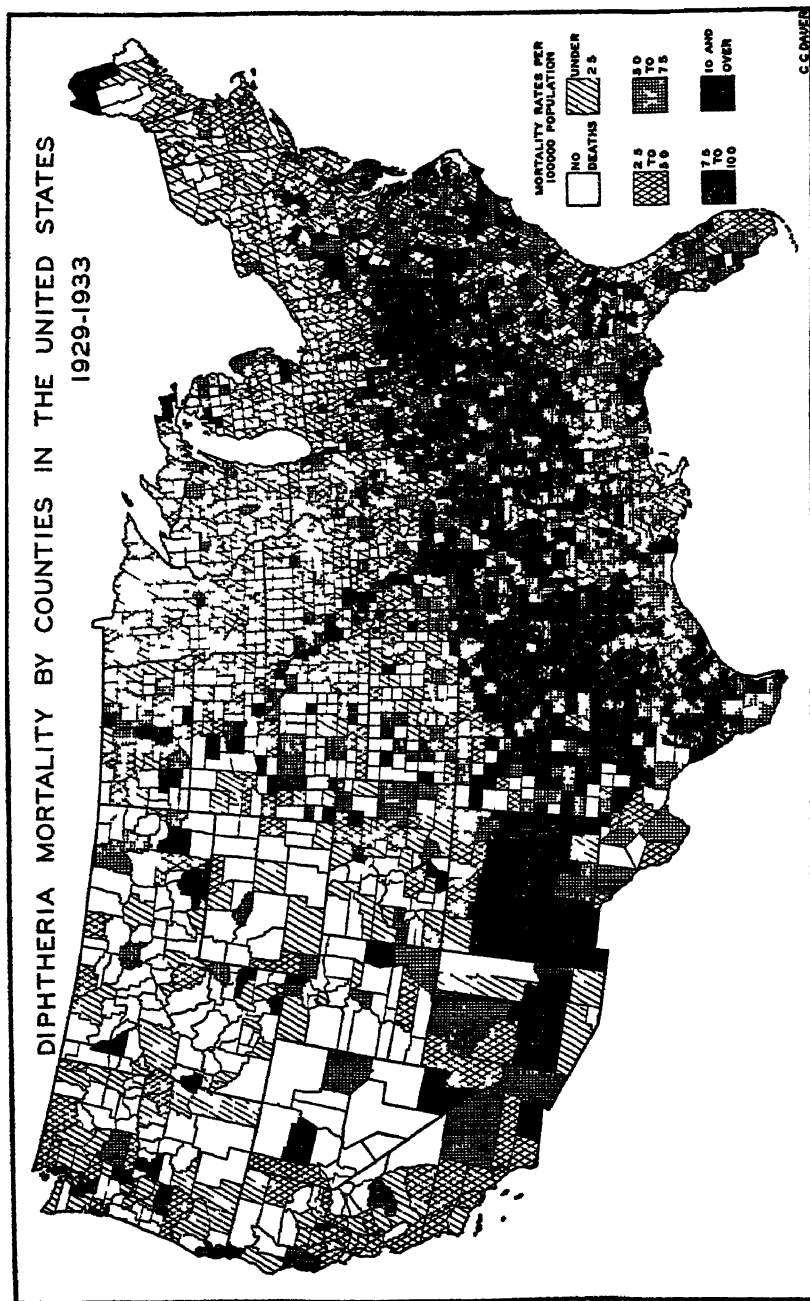 DIPHTHERIA MORTALITY BY COUNTIES IN THE UNITED STATES
1929-1933
MORTALITY RATES PER
100000 POPULATION
NO
DEATHS
UNDER
2 5
2 5
TO
5 0
5 0
TO
7 5
7 5
TO
10 0
10 AND
OVER
C C DAUER